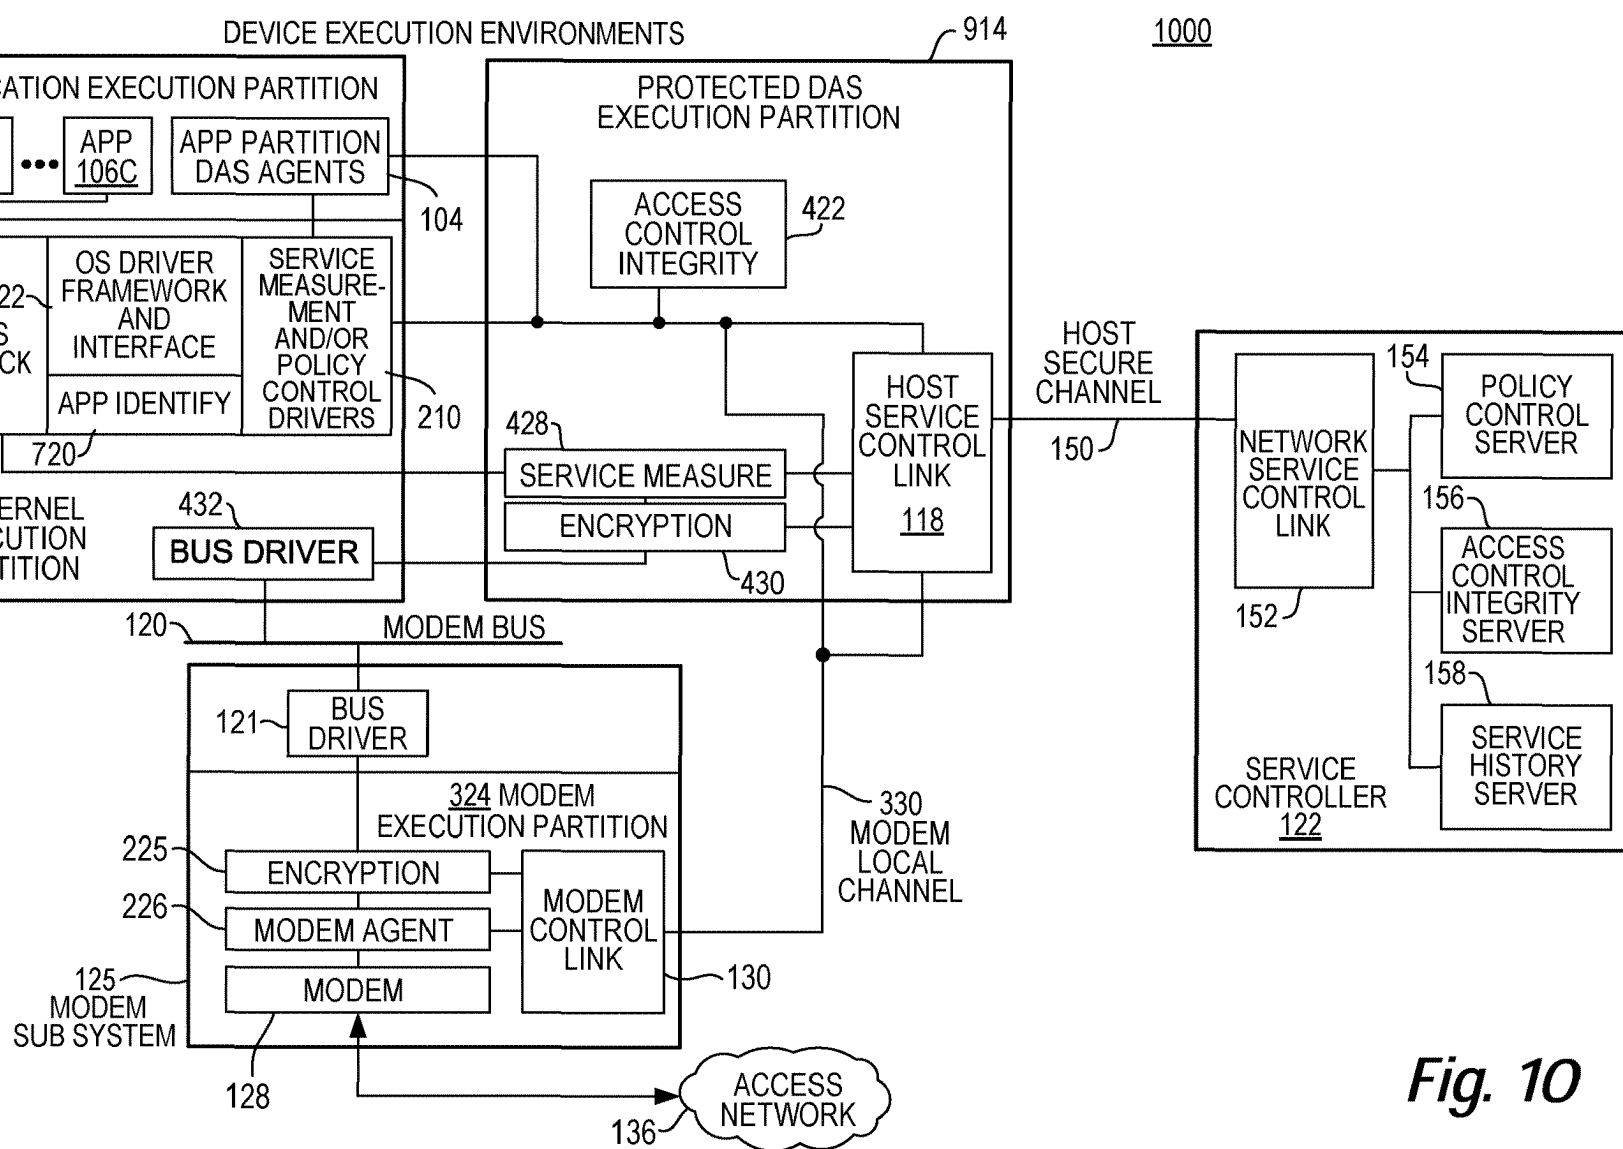 DEVICE EXECUTION ENVIRONMENTS
914
1000
CATION EXECUTION PARTITION
APP
106C
APP PARTITION
DAS AGENTS
104
PROTECTED DAS
EXECUTION PARTITION
ACCESS
CONTROL
INTEGRITY
422
22
S
CK
OS DRIVER
FRAMEWORK
AND
INTERFACE
APP IDENTIFY
720
SERVICE
MEASURE-
MENT
AND/OR
POLICY
CONTROL
DRIVERS
210
428
SERVICE MEASURE
ENCRYPTION
430
HOST
SERVICE
CONTROL
LINK
118
HOST
SECURE
CHANNEL
150
NETWORK
SERVICE
CONTROL
LINK
152
154
POLICY
CONTROL
SERVER
156
ACCESS
CONTROL
INTEGRITY
SERVER
158
SERVICE
HISTORY
SERVER
SERVICE
CONTROLLER
122
ERNEL
CUTION
TITION
432
BUS DRIVER
120
MODEM BUS
121
BUS
DRIVER
324 MODEM
EXECUTION PARTITION
225
ENCRYPTION
226
MODEM AGENT
MODEM
128
MODEM
CONTROL
LINK
130
125
MODEM
SUB SYSTEM
330
MODEM
LOCAL
CHANNEL
ACCESS
NETWORK
136
Fig. 10